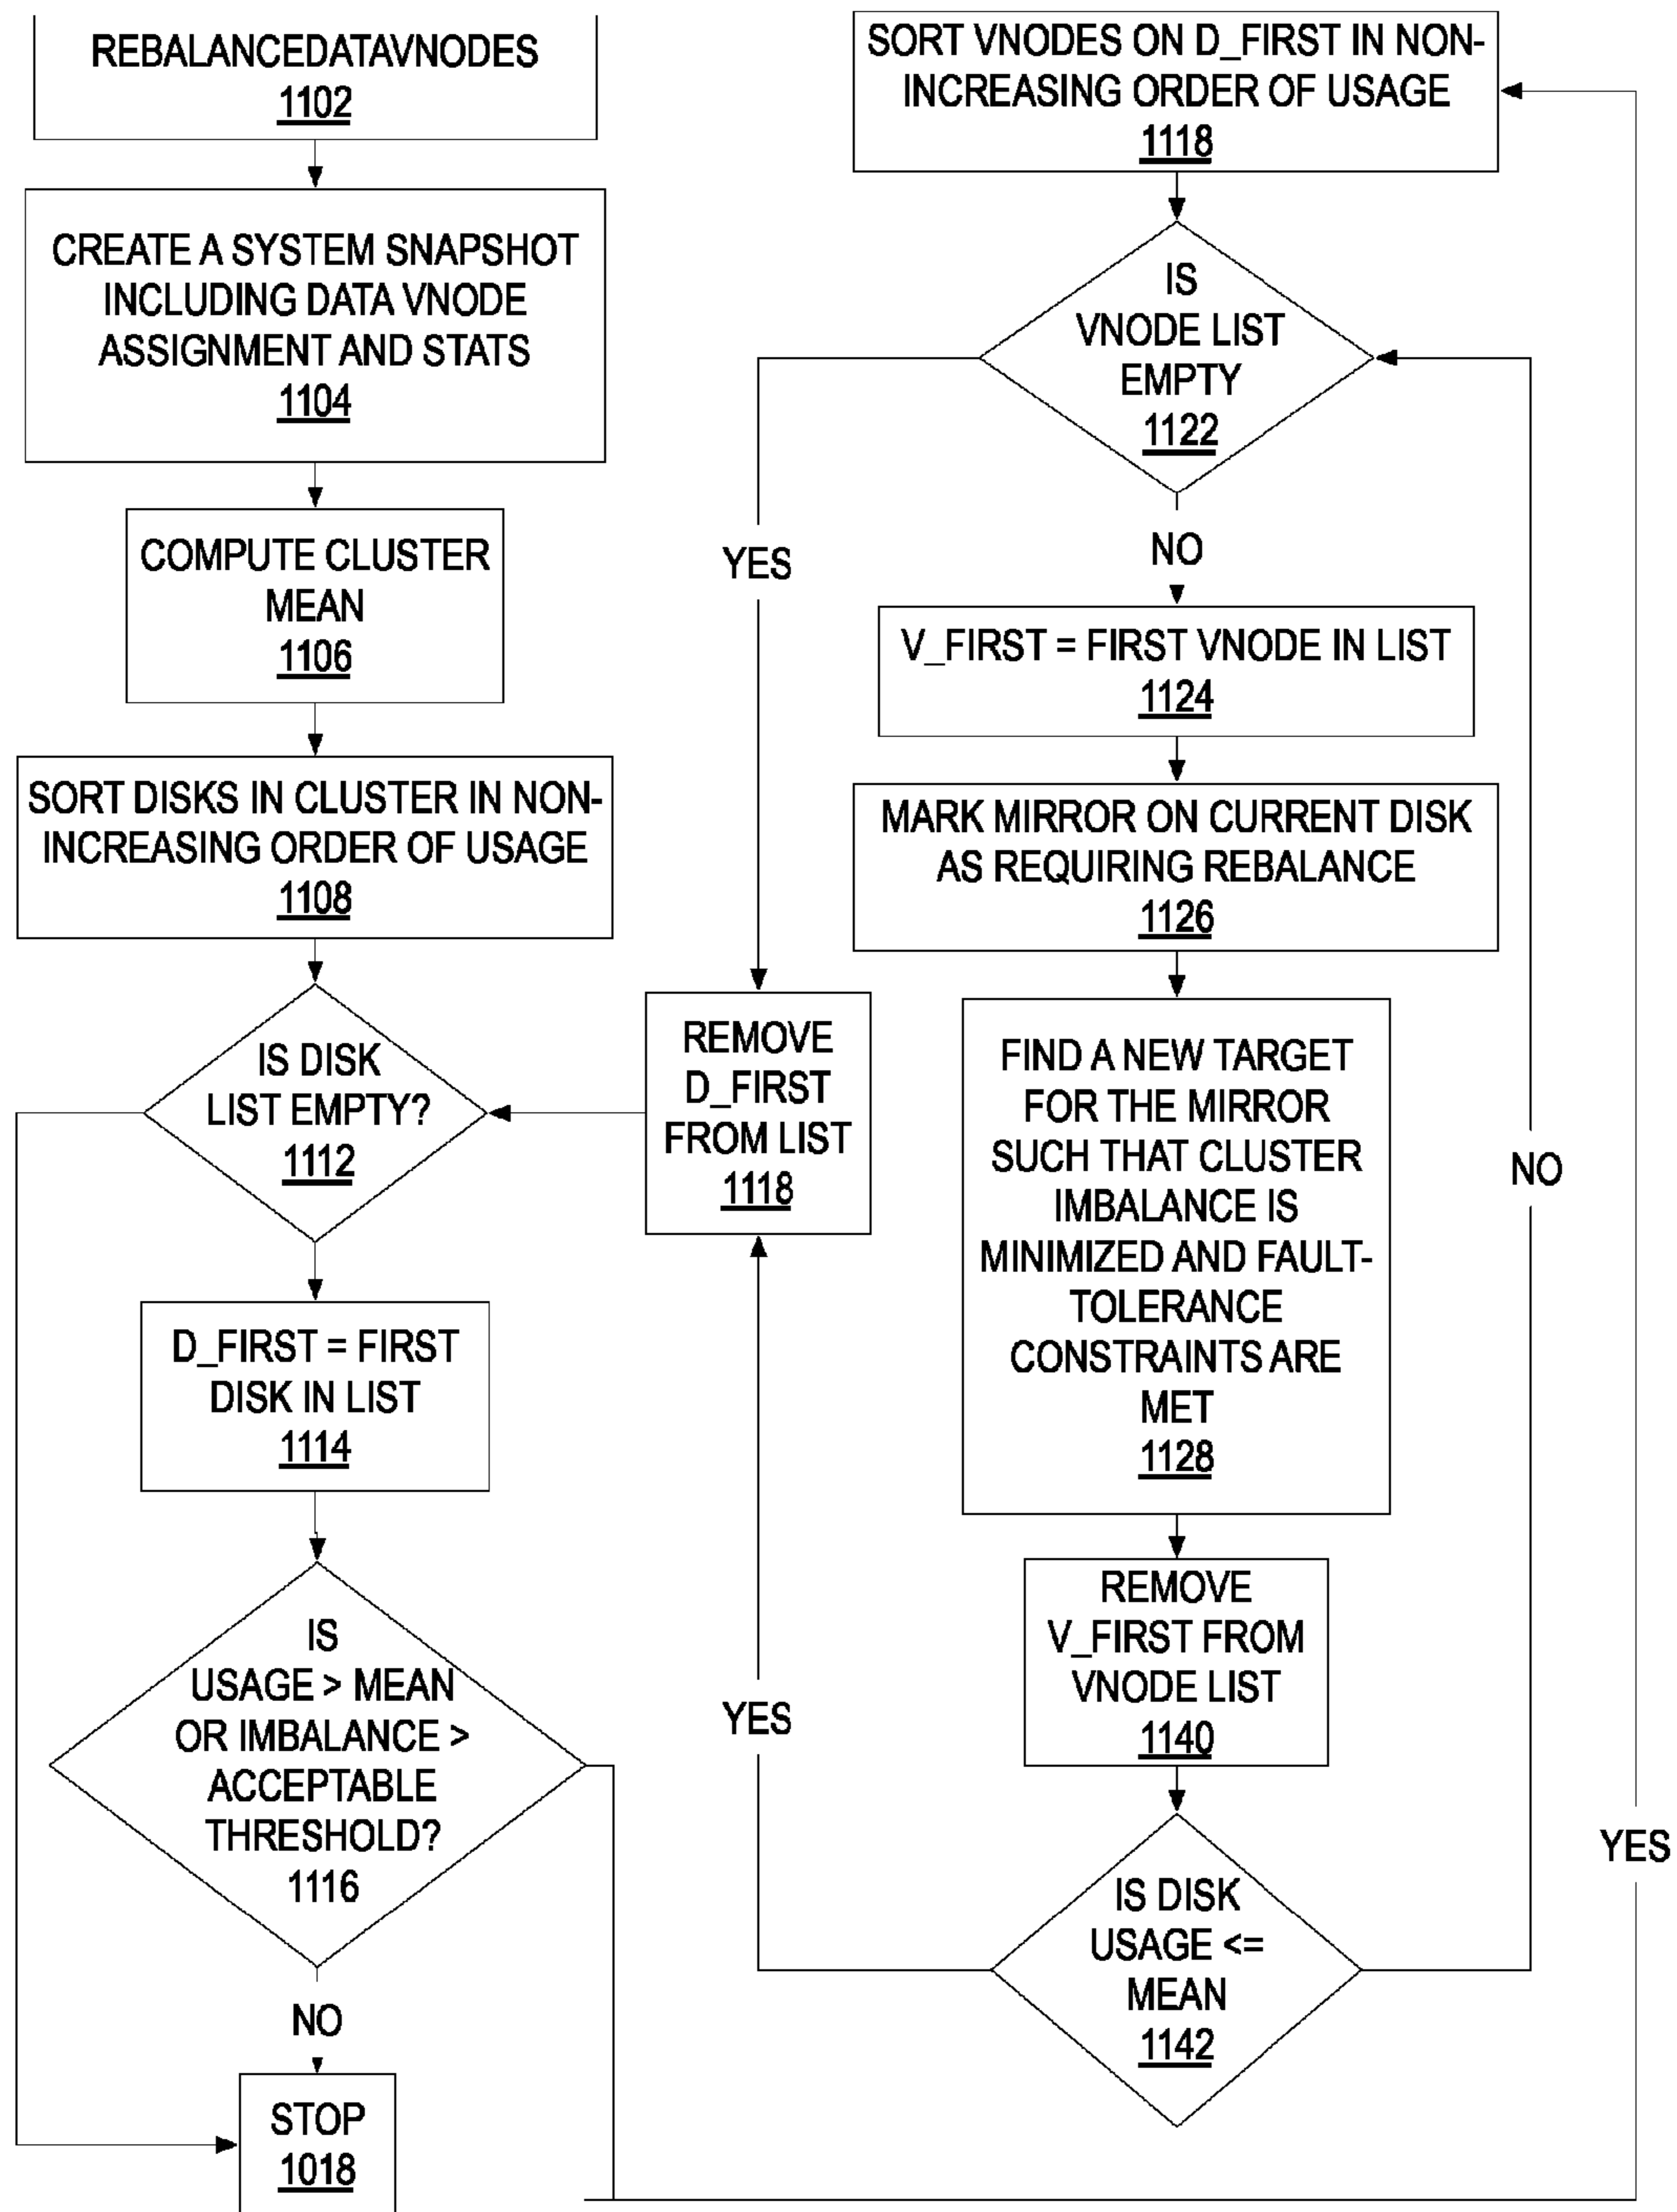 REBALANCEDATAVNODES
1102
CREATE A SYSTEM SNAPSHOT
INCLUDING DATA VNODE
ASSIGNMENT AND STATS
1104
COMPUTE CLUSTER
MEAN
1106
SORT DISKS IN CLUSTER IN NON-
INCREASING ORDER OF USAGE
1108
IS DISK
LIST EMPTY?
1112
D_FIRST = FIRST
DISK IN LIST
1114
IS
USAGE > MEAN
OR IMBALANCE >
ACCEPTABLE
THRESHOLD?
1116
NO
STOP
1018
YES
REMOVE
D_FIRST
FROM LIST
1118
YES
SORT VNODES ON D_FIRST IN NON-
INCREASING ORDER OF USAGE
1118
IS
VNODE LIST
EMPTY
1122
NO
V_FIRST = FIRST VNODE IN LIST
1124
MARK MIRROR ON CURRENT DISK
AS REQUIRING REBALANCE
1126
FIND A NEW TARGET
FOR THE MIRROR
SUCH THAT CLUSTER
IMBALANCE IS
MINIMIZED AND FAULT-
TOLERANCE
CONSTRAINTS ARE
MET
1128
REMOVE
V_FIRST FROM
VNODE LIST
1140
IS DISK
USAGE <=
MEAN
1142
NO
YES